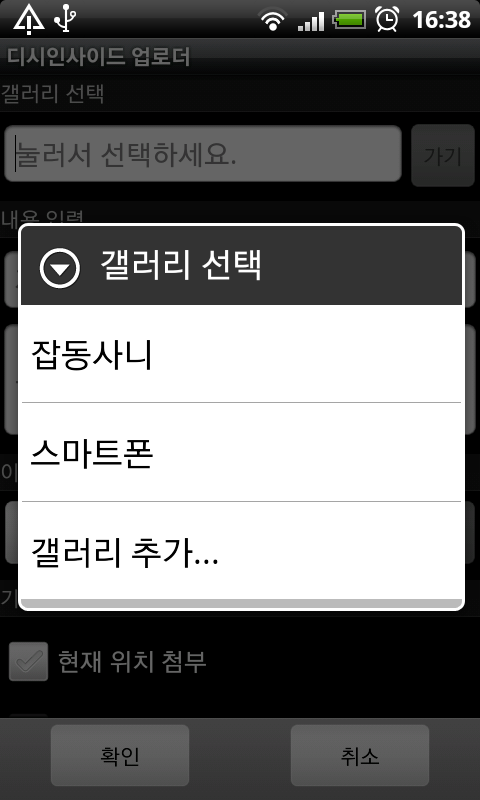 16:38
디시인사이드 업로더
갤러리 선택
눌러서 선택하세요.
가기
내용 입력
갤러리 선택
잡동사니
스마트폰
갤러리 추가...
현재 위치 첨부
확인
취소